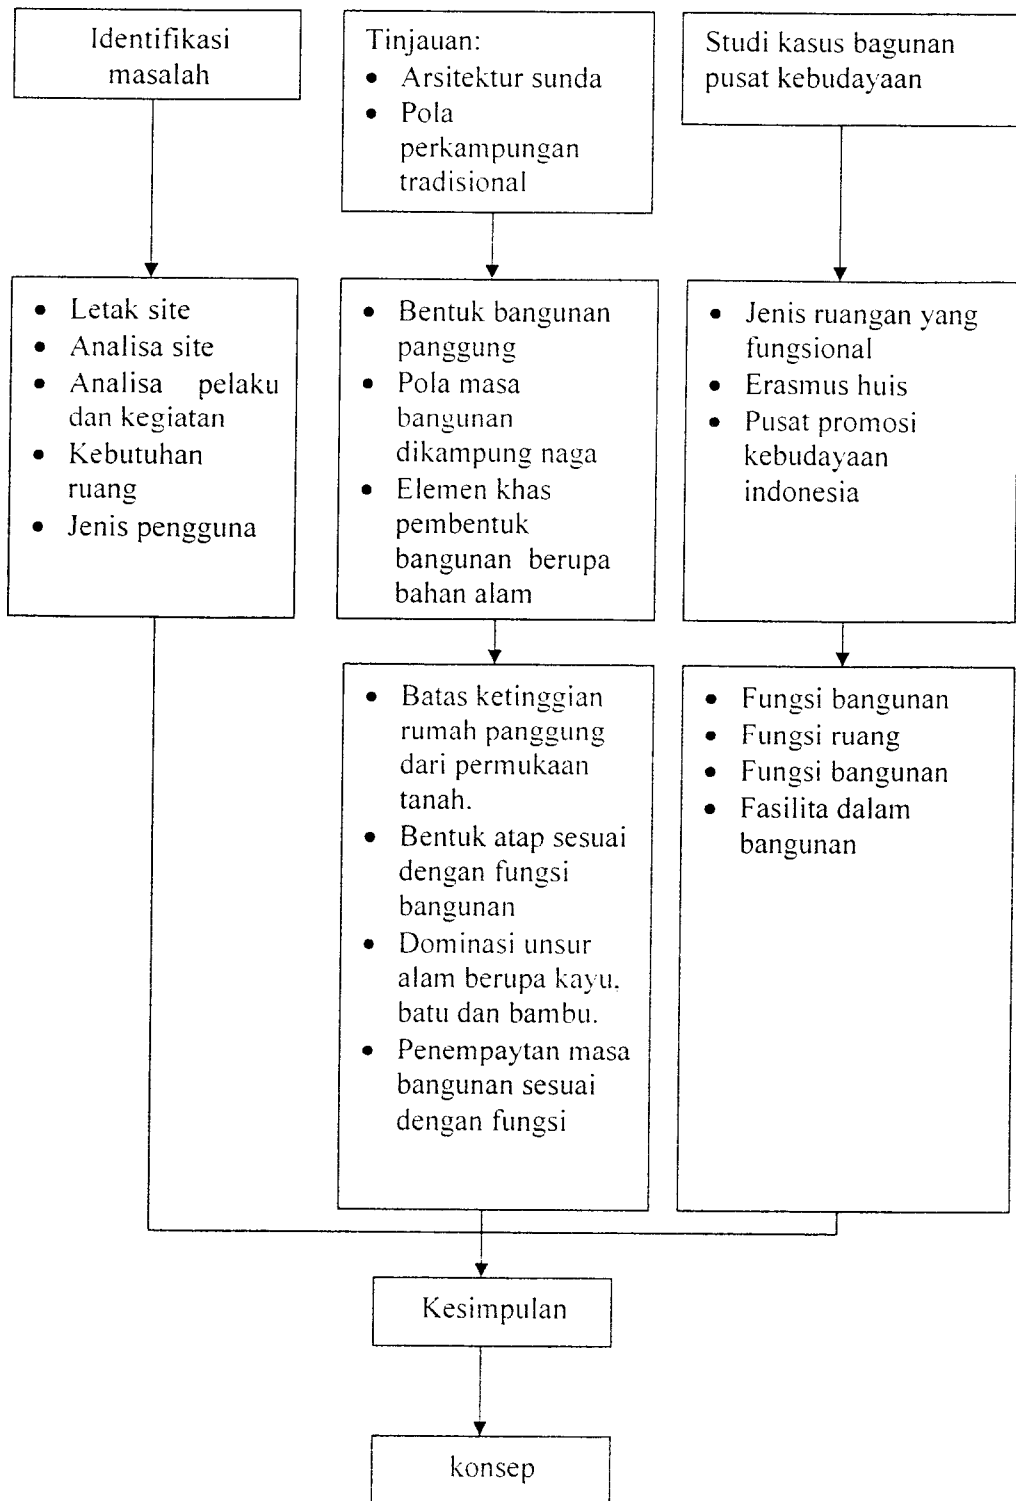 Identifikasi
masalah
Tinjauan:
• Arsitektur sunda
• Pola
perkampungan
tradisional
Studi kasus bagunan
pusat kebudayaan
• Letak site
• Analisa site
• Analisa pelaku
dan kegiatan
• Kebutuhan
ruang
• Jenis pengguna
• Bentuk bangunan
panggung
• Pola masa
bangunan
dikampung naga
• Elemen khas
pembentuk
bangunan berupa
bahan alam
• Jenis ruangan yang
fungsional
• Erasmus huis
• Pusat promosi
kebudayaan
indonesia
• Batas ketinggian
rumah panggung
dari permukaan
tanah.
• Bentuk atap sesuai
dengan fungsi
bangunan
• Dominasi unsur
alam berupa kayu,
batu dan bambu.
• Penempaytan masa
bangunan sesuai
dengan fungsi
• Fungsi bangunan
• Fungsi ruang
• Fungsi bangunan
• Fasilita dalam
bangunan
Kesimpulan
konsep